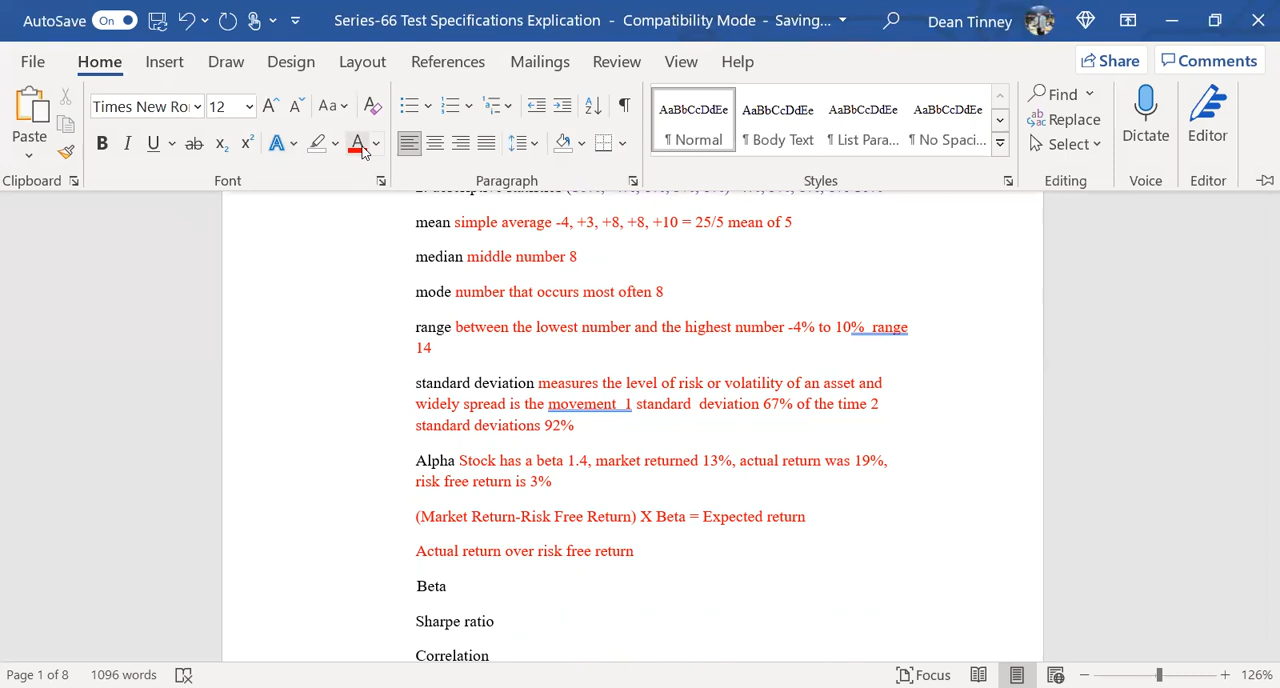 AutoSave On Series-66 Test Specifications Explication - Compatibility Mode - Saving... Dean Tinney
File Home Insert Draw Design Layout References Mailings Review View Help Share Comments
Times New Ro 12 Aa AaBbCcDdEe AaBbCcDdEe AaBbCcDdEe AaBbCcDdEe Find
Replace
Paste B I U ab x2 x2 A A ¶ Normal ¶ Body Text ¶ List Para... ¶ No Spaci... Select Dictate Editor
Clipboard Font Paragraph Styles Editing Voice Editor
mean simple average -4, +3, +8, +8, +10 = 25/5 mean of 5
median middle number 8
mode number that occurs most often 8
range between the lowest number and the highest number -4% to 10%  range
14
standard deviation measures the level of risk or volatility of an asset and
widely spread is the movement  1 standard  deviation 67% of the time 2
standard deviations 92%
Alpha Stock has a beta 1.4, market returned 13%, actual return was 19%,
risk free return is 3%
(Market Return-Risk Free Return) X Beta = Expected return
Actual return over risk free return
Beta
Sharpe ratio
Correlation
Page 1 of 8 1096 words Focus 126%